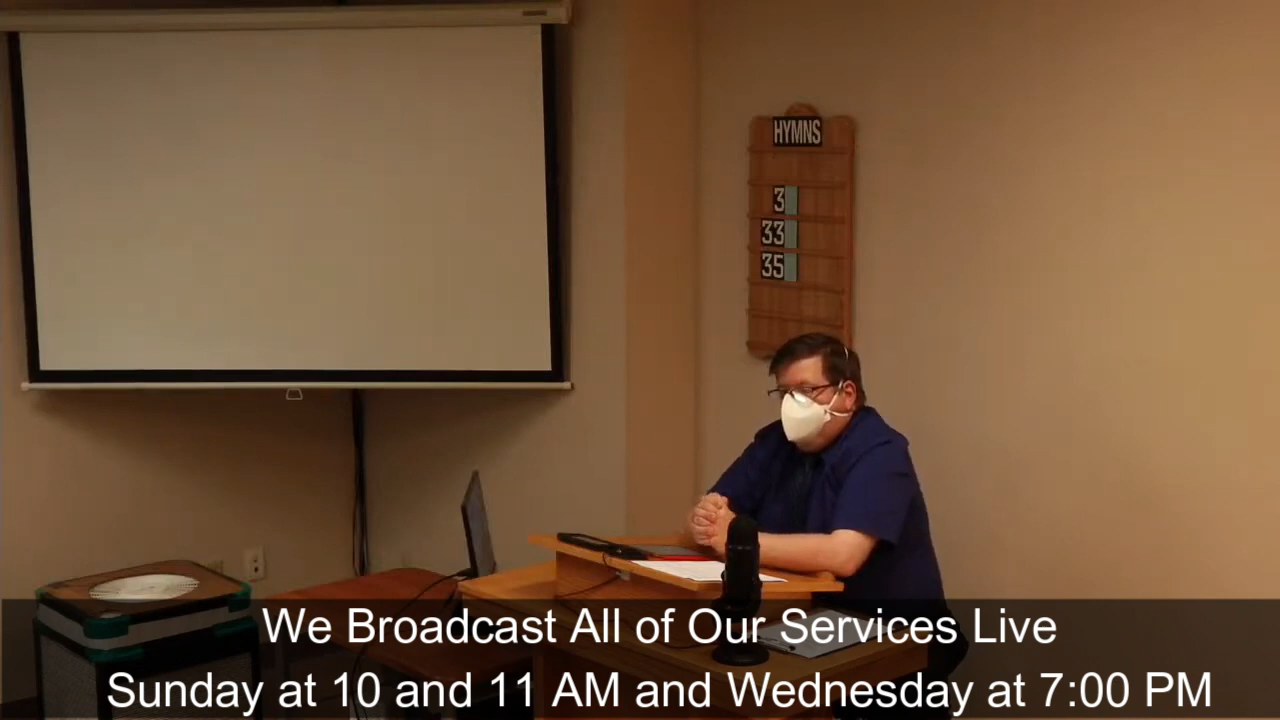 HYMNS
3
33
35
We Broadcast All of Our Services Live
Sunday at 10 and 11 AM and Wednesday at 7:00 PM